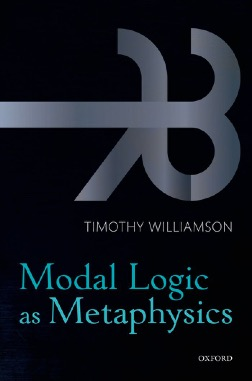 TIMOTHY WILLIAMSON
Modal Logic
as Metaphysics
OXFORD